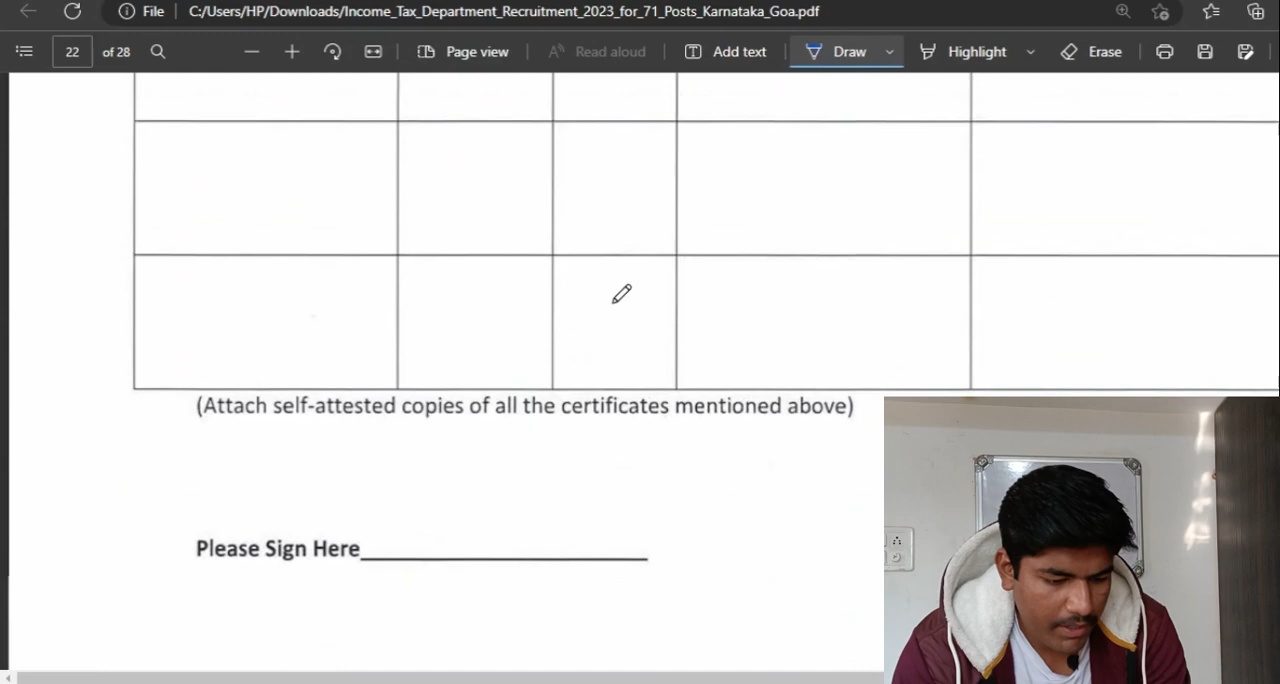 File C:/Users/HP/Downloads/Income_Tax_Department_Recruitment_2023_for_71_Posts_Karnataka_Goa.pdf
22 of 28 Page view Read aloud Add text Draw Highlight Erase
(Attach self-attested copies of all the certificates mentioned above)
Please Sign Here